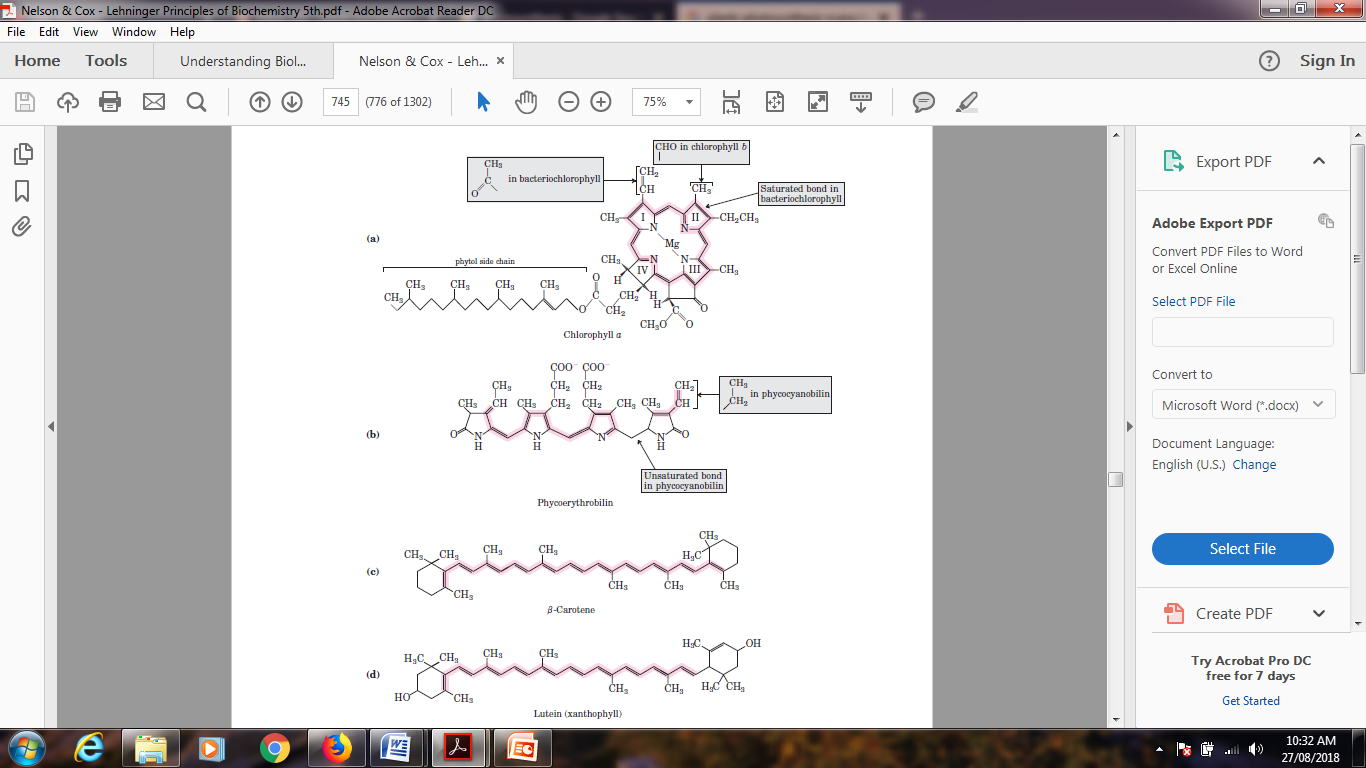 Nelson & Cox - Lehninger Principles of Biochemistry 5th.pdf - Adobe Acrobat Reader DC
File Edit View Window Help
Home Tools Understanding Biol... Nelson & Cox - Leh... × Sign In
745 (776 of 1302) 75%
CHO in chlorophyll b
CH₃
C
O
in bacteriochlorophyll
CH₂
CH
CH₃
Saturated bond in
bacteriochlorophyll
CH₃ I II CH₂CH₃
N N
(a) Mg
phytol side chain
CH₃ N N
IV III CH₃
H
CH₃ CH₃ CH₃ CH₃ O
CH₃ C CH₂ H
H
O CH₂ C O
CH₃O O
Chlorophyll a
COO⁻ COO⁻
CH₃ CH₂ CH₂ CH₂
CH₃ CH CH₃ CH₂ CH₂ CH₃ CH₃ CH
CH₃
CH₂
in phycocyanobilin
(b) O N N N N O
H H H
Unsaturated bond
in phycocyanobilin
Phycoerythrobilin
CH₃
CH₃ CH₃ CH₃ CH₃ H₃C
(c)
CH₃ CH₃ CH₃ CH₃
β-Carotene
H₃C OH
H₃C CH₃ CH₃ CH₃
(d)
HO CH₃ CH₃ CH₃ H₃C CH₃
Lutein (xanthophyll)
Export PDF
Adobe Export PDF
Convert PDF Files to Word
or Excel Online
Select PDF File
Convert to
Microsoft Word (*.docx)
Document Language:
English (U.S.) Change
Select File
Create PDF
Try Acrobat Pro DC
free for 7 days
Get Started
10:32 AM
27/08/2018